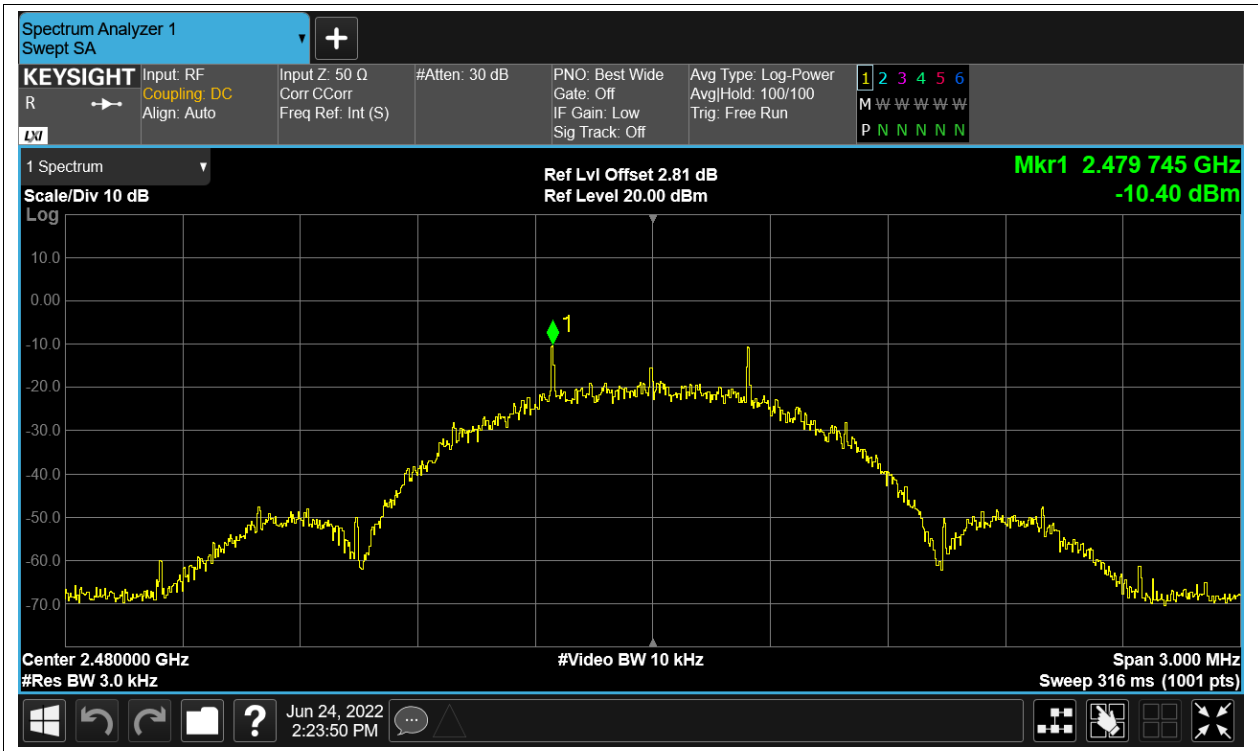 Spectrum Analyzer 1
Swept SA
KEYSIGHT
R
LXI
Input: RF
Coupling: DC
Align: Auto
Input Z: 50 Ω
Corr CCorr
Freq Ref: Int (S)
#Atten: 30 dB
PNO: Best Wide
Gate: Off
IF Gain: Low
Sig Track: Off
Avg Type: Log-Power
Avg|Hold: 100/100
Trig: Free Run
1 2 3 4 5 6
M W W W W W W
P N N N N N
1 Spectrum
Scale/Div 10 dB
Log
Ref Lvl Offset 2.81 dB
Ref Level 20.00 dBm
Mkr1 2.479 745 GHz
-10.40 dBm
1
10.0
0.00
-10.0
-20.0
-30.0
-40.0
-50.0
-60.0
-70.0
Center 2.480000 GHz
#Res BW 3.0 kHz
#Video BW 10 kHz
Span 3.000 MHz
Sweep 316 ms (1001 pts)
?
Jun 24, 2022
2:23:50 PM